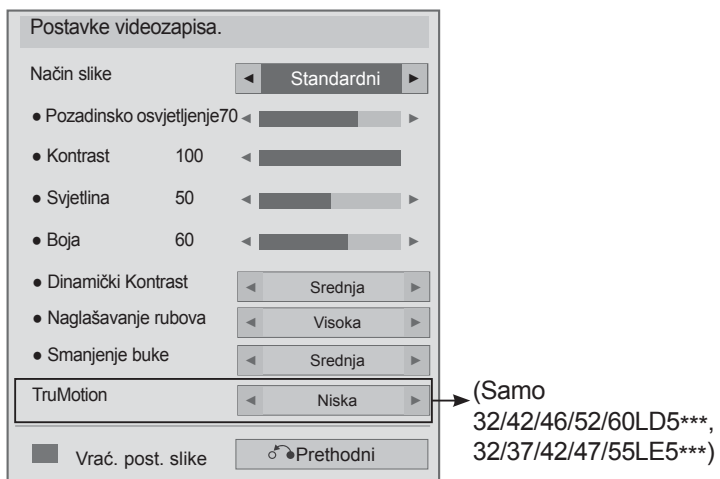 Postavke videozapisa.
Način slike ◄ Standardni ►
● Pozadinsko osvjetljenje70 ◄ ►
● Kontrast 100 ◄
● Svjetlina 50 ◄ ►
● Boja 60 ◄ ►
● Dinamički Kontrast ◄ Srednja ►
● Naglašavanje rubova ◄ Visoka ►
● Smanjenje buke ◄ Srednja ►
TruMotion ◄ Niska ►
(Samo
32/42/46/52/60LD5***,
32/37/42/47/55LE5***)
Vrać. post. slike Prethodni